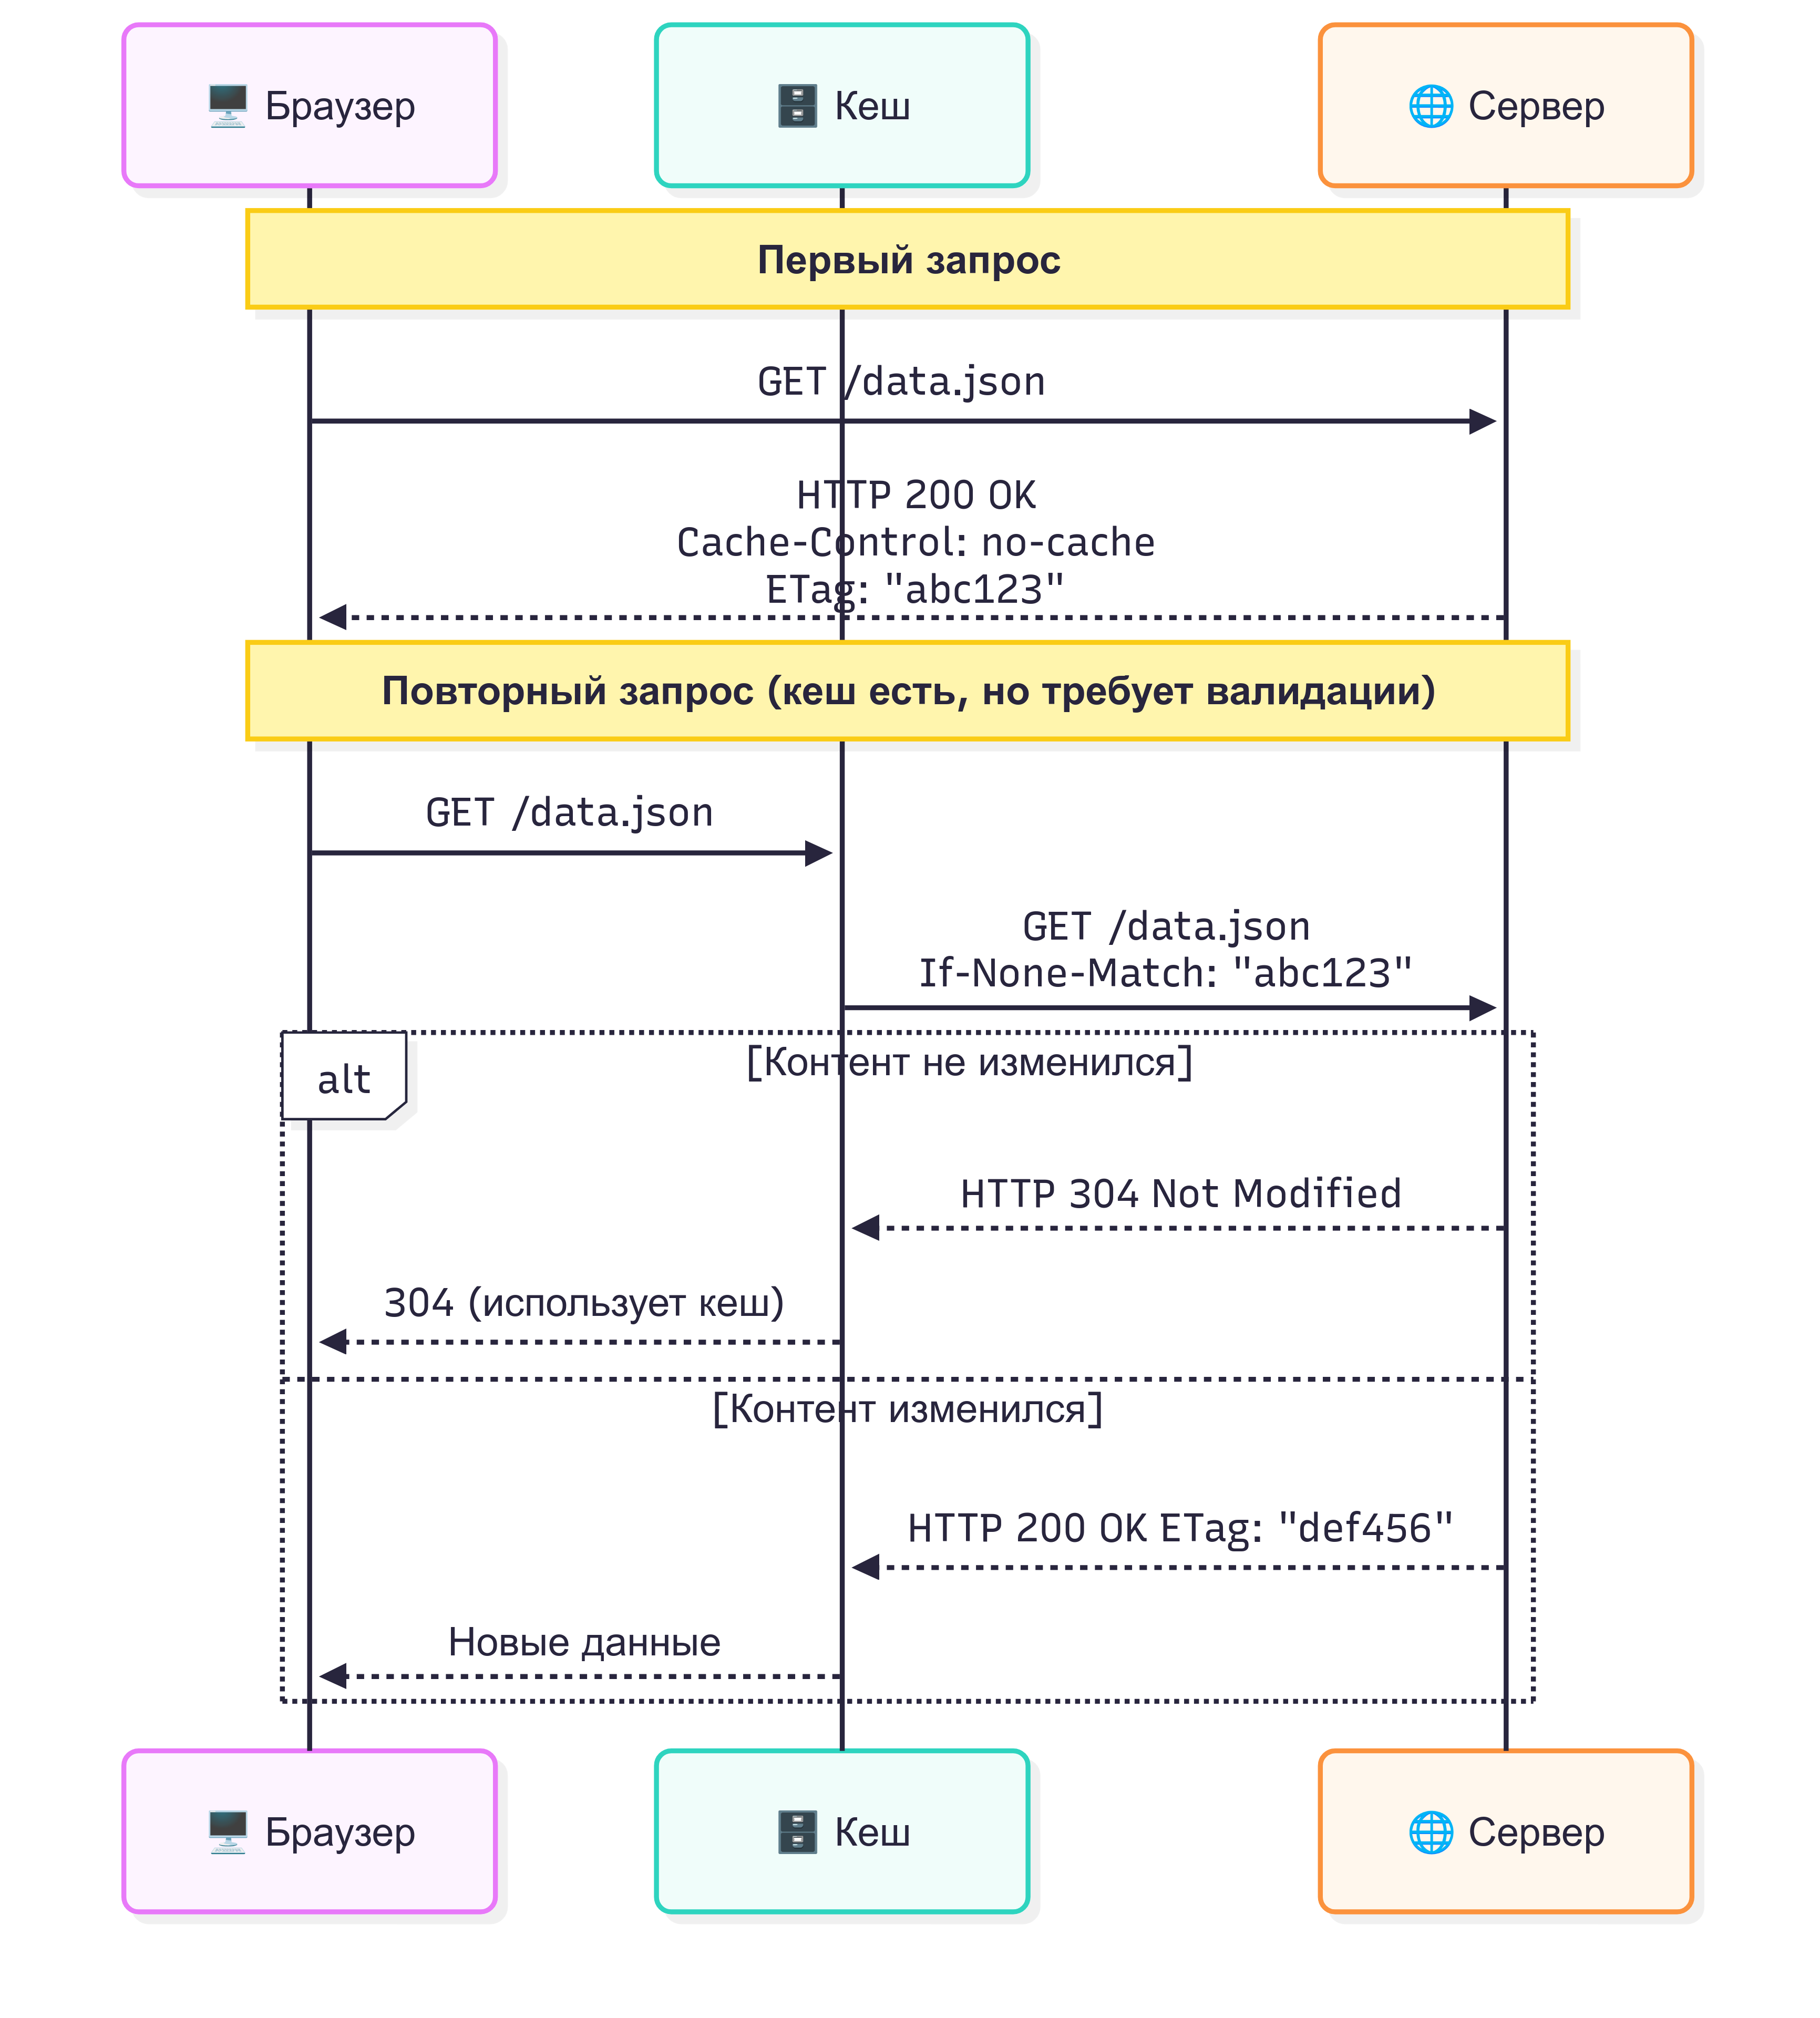 Браузер
Кеш
Сервер
Первый запрос
GET /data.json
HTTP 200 OK
Cache-Control: no-cache
ETag: "abc123"
Повторный запрос (кеш есть, но требует валидации)
GET /data.json
GET /data.json
If-None-Match: "abc123"
alt
[Контент не изменился]
HTTP 304 Not Modified
304 (использует кеш)
[Контент изменился]
HTTP 200 OK ETag: "def456"
Новые данные
Браузер
Кеш
Сервер